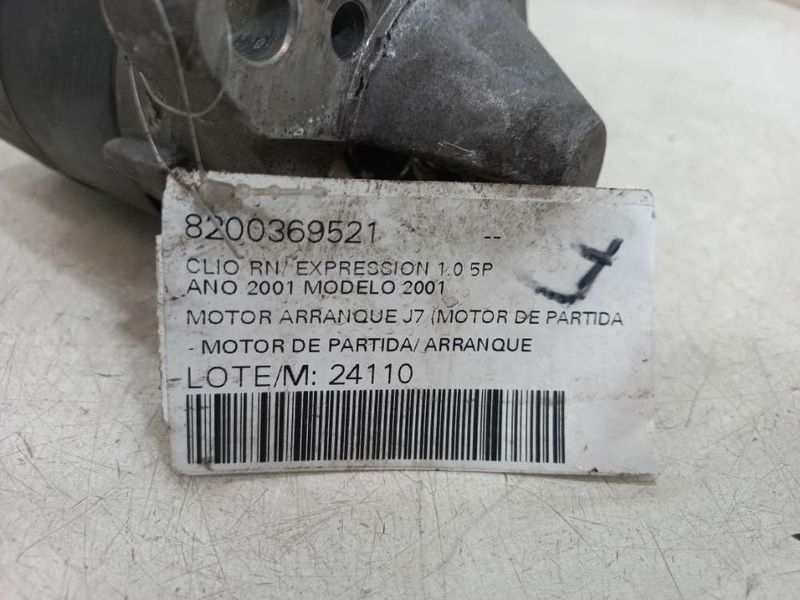 8200369521 --
CLIO RN/ EXPRESSION 1.0 5P
ANO 2001 MODELO 2001
MOTOR ARRANQUE J7 (MOTOR DE PARTIDA
- MOTOR DE PARTIDA/ ARRANQUE
LOTE/M: 24110